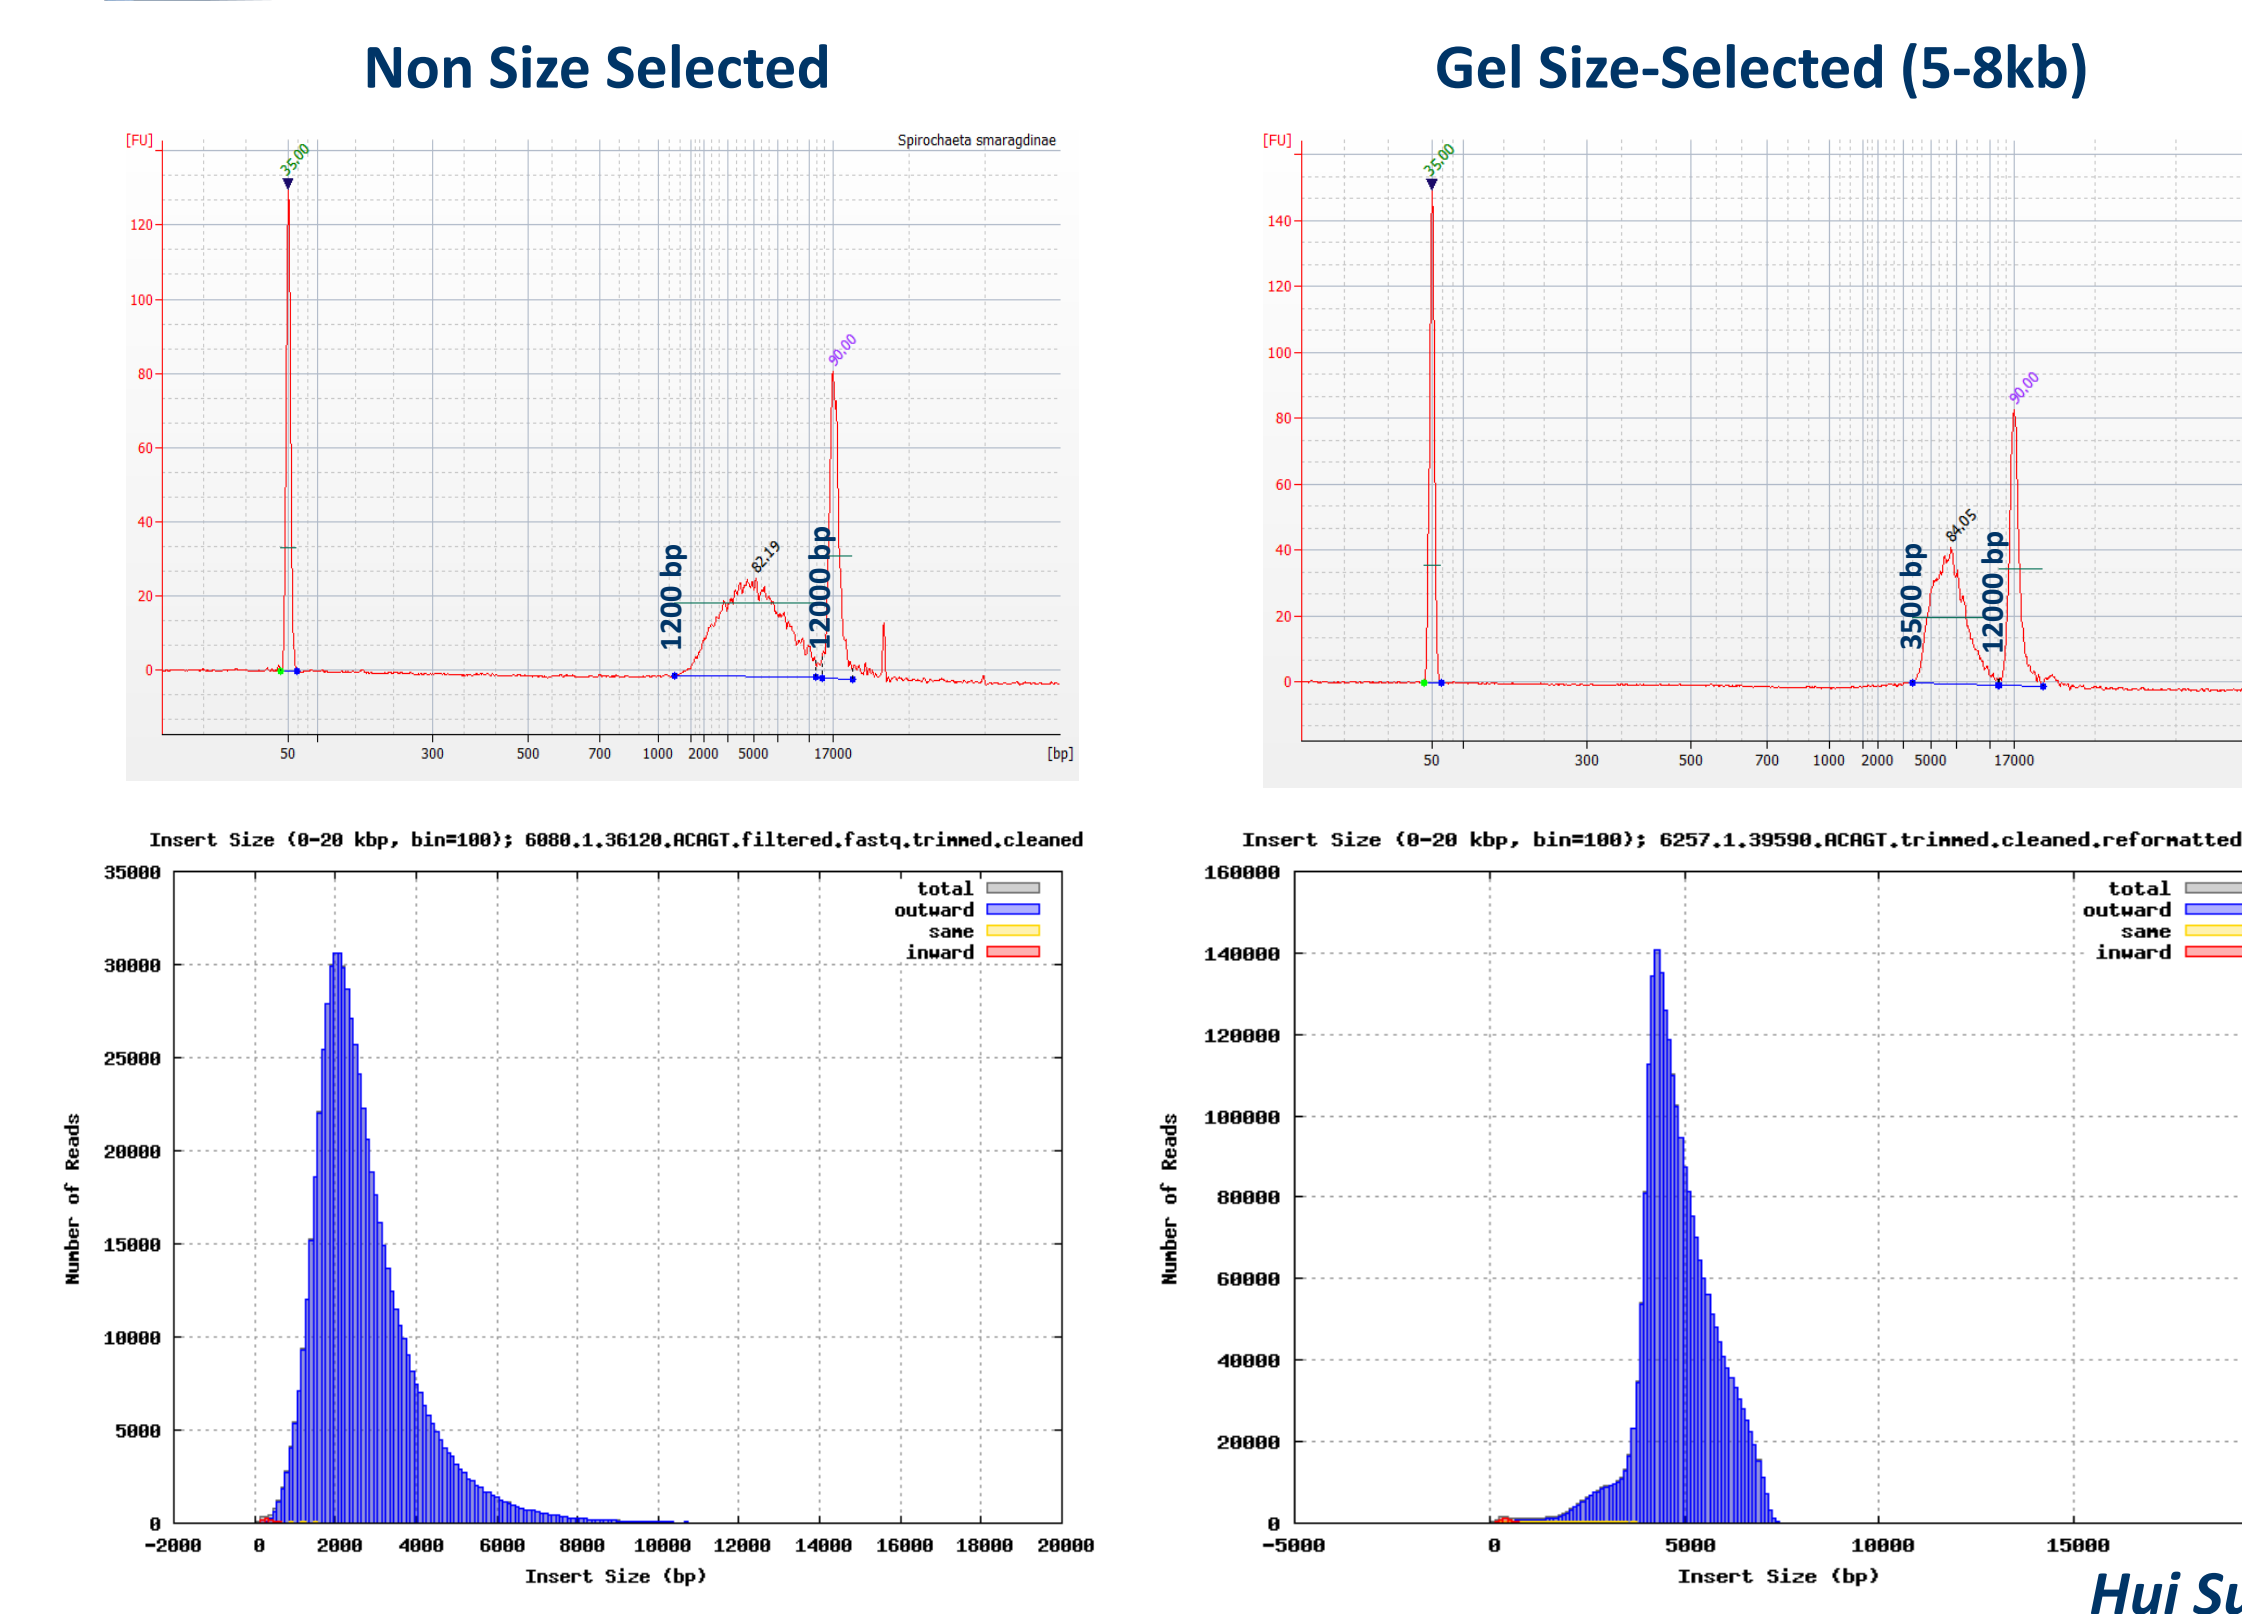 Non Size Selected
Gel Size-Selected (5-8kb)
[FU]
Spirochaeta smaragdinae
35.00
120
100
80
60
40
20
0
90.00
82.19
1200 bp
12000 bp
50
300
500
700
1000
2000
5000
17000
[bp]
[FU]
35.00
140
120
100
80
60
40
20
0
90.00
84.05
3500 bp
12000 bp
50
300
500
700
1000
2000
5000
17000
Insert Size (0-20 kbp, bin=100); 6080.1.36120.ACAGT.filtered.fastq.trimmed.cleaned
35000
30000
25000
20000
15000
10000
5000
0
total
outward
same
inward
Number of Reads
-2000
0
2000
4000
6000
8000
10000
12000
14000
16000
18000
20000
Insert Size (bp)
Insert Size (0-20 kbp, bin=100); 6257.1.39590.ACAGT.trimmed.cleaned.reformatted
160000
140000
120000
100000
80000
60000
40000
20000
0
total
outward
same
inward
Number of Reads
-5000
0
5000
10000
15000
Insert Size (bp)
Hui